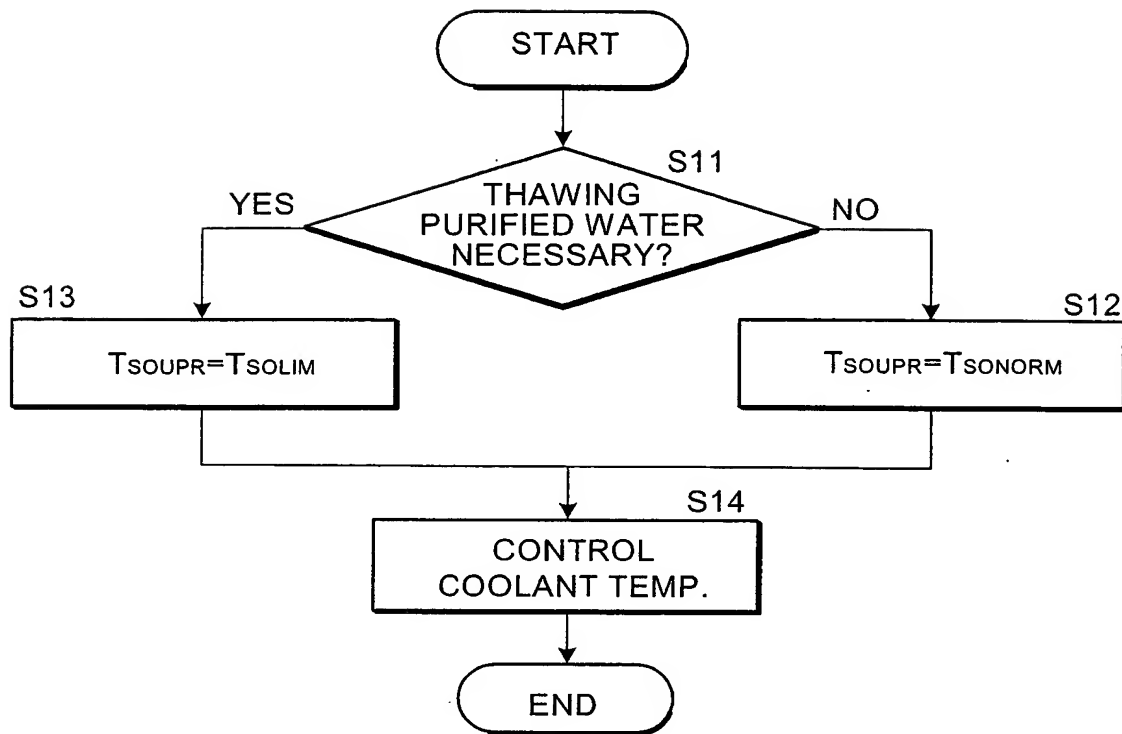 START
S11
THAWING
PURIFIED WATER
NECESSARY?
YES
NO
S13
TSOUPR=TSOLIM
S12
TSOUPR=TSONORM
S14
CONTROL
COOLANT TEMP.
END